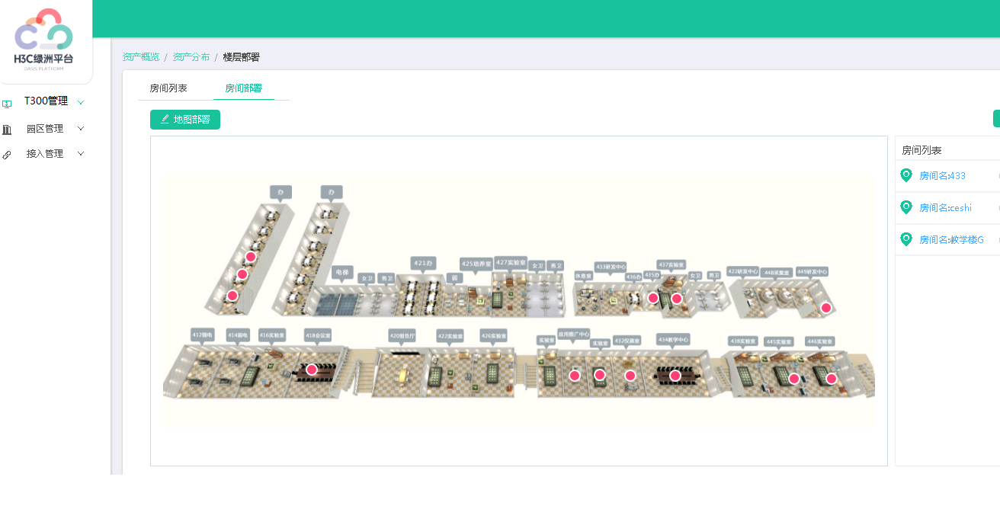 H3C绿洲平台
OASIS PLATFORM
T300管理
园区管理
接入管理
资产概览 / 资产分布 / 楼层部署
房间列表 房间部署
地图部署
办 办
电梯 女卫 男卫 421办 弱 425培养室 427实验室 女卫 男卫
休息室 433研发中心 436办 435办 437实验室 女卫 男卫 422研发中心 448采集室 449研发中心
412弱电 414弱电 416实验室 418会议室 420报告厅 422实验室 426实验室
实验室 应用推广中心 实验室 432仪器室 434教学中心 438实验室 445实验室 446实验室
房间列表
房间名:433
房间名:ceshi
房间名:教学楼G